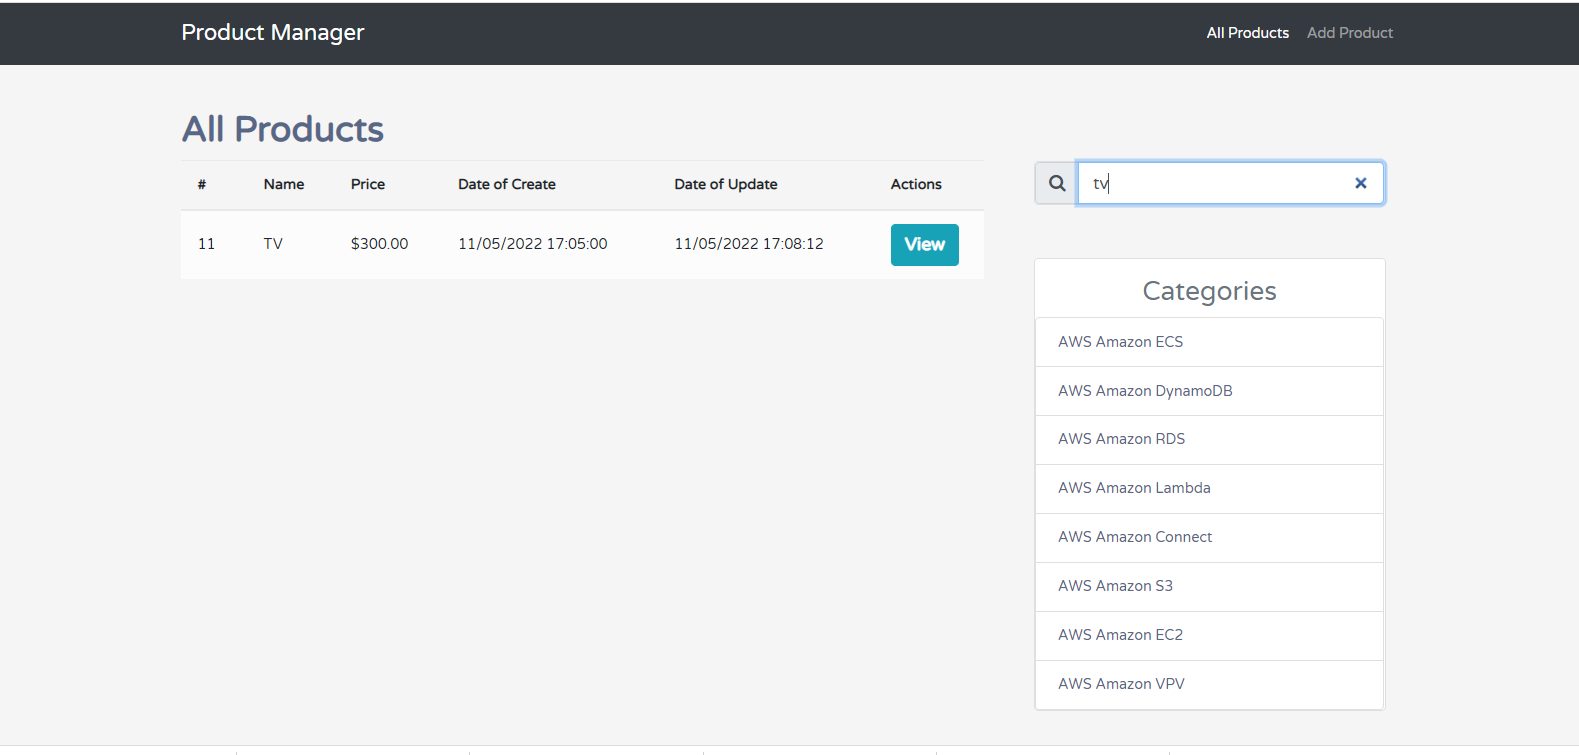 Product Manager
All Products
Add Product
All Products
# Name Price Date of Create Date of Update Actions
11 TV $300.00 11/05/2022 17:05:00 11/05/2022 17:08:12 View
tv
Categories
AWS Amazon ECS
AWS Amazon DynamoDB
AWS Amazon RDS
AWS Amazon Lambda
AWS Amazon Connect
AWS Amazon S3
AWS Amazon EC2
AWS Amazon VPV